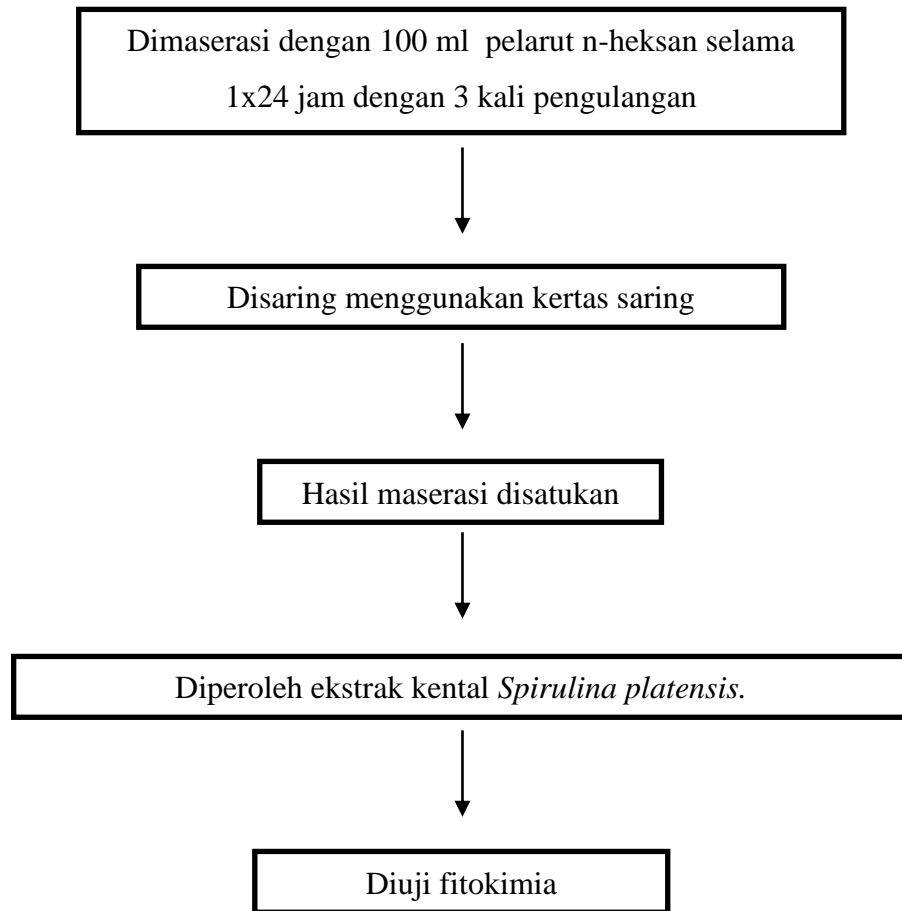 Dimaserasi dengan 100 ml  pelarut n-heksan selama
1x24 jam dengan 3 kali pengulangan
Disaring menggunakan kertas saring
Hasil maserasi disatukan
Diperoleh ekstrak kental Spirulina platensis.
Diuji fitokimia